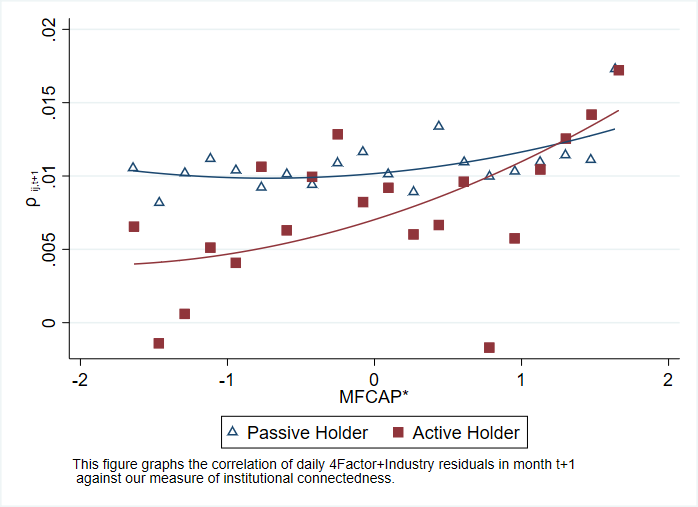 .02
.015
.01
.005
0
ρ ij,t+1
-2 -1 0 1 2
MFCAP*
Passive Holder Active Holder
This figure graphs the correlation of daily 4Factor+Industry residuals in month t+1
against our measure of institutional connectedness.